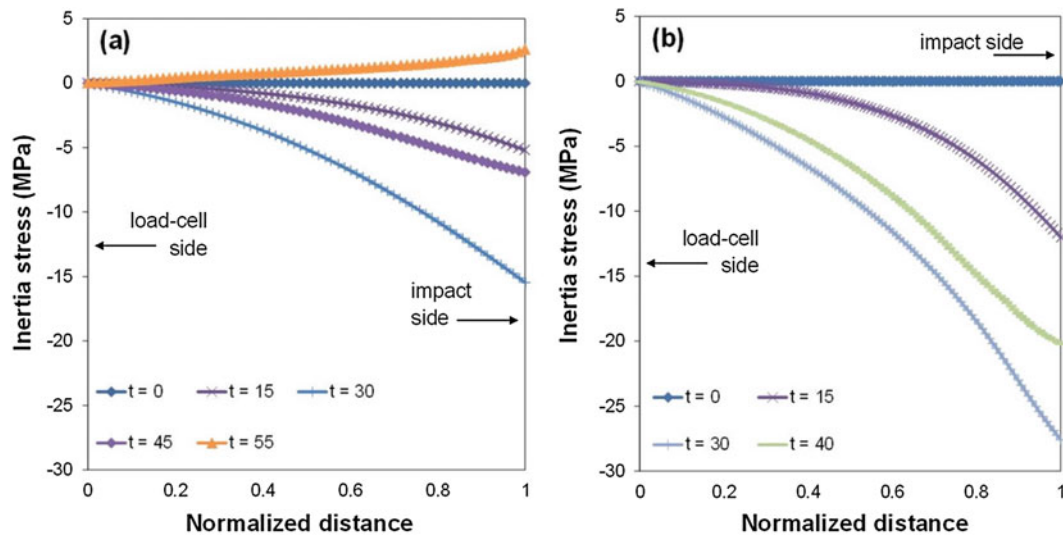 (a)
5
0
-5
-10
-15
-20
-25
-30
Inertia stress (MPa)
load-cell
side
impact
side
t = 0
t = 15
t = 30
t = 45
t = 55
0
0.2
0.4
0.6
0.8
1
Normalized distance
(b)
impact side
5
0
-5
-10
-15
-20
-25
-30
Inertia stress (MPa)
load-cell
side
t = 0
t = 15
t = 30
t = 40
0
0.2
0.4
0.6
0.8
1
Normalized distance